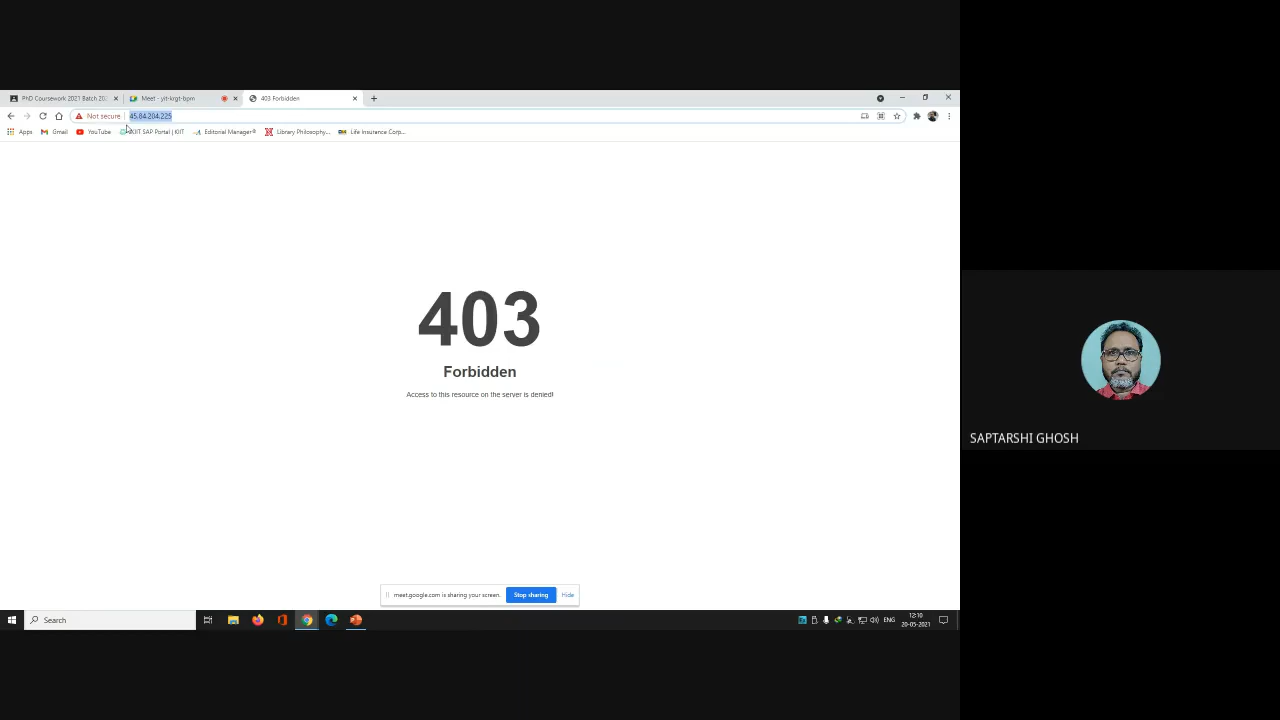 PhD Coursework 2021 Batch 20
Meet - yit-krgt-bpm
403 Forbidden
Not secure
45.84.204.225
Apps
Gmail
YouTube
KIIT SAP Portal | KIIT
Editorial Manager®
Library Philosophy...
Life Insurance Corp...
403
Forbidden
Access to this resource on the server is denied!
SAPTARSHI GHOSH
meet.google.com is sharing your screen.
Stop sharing
Hide
Search
ENG
12:10
20-05-2021